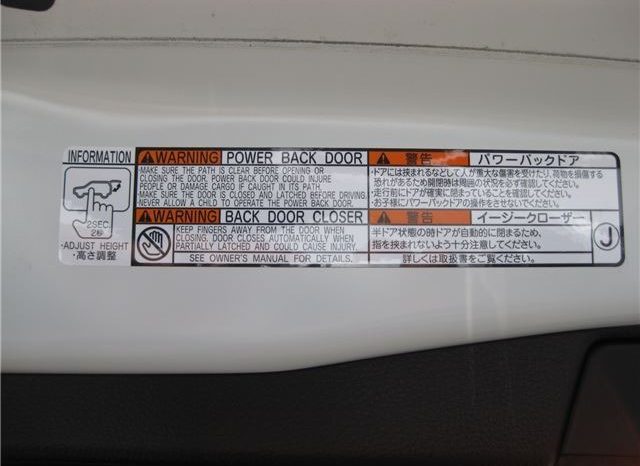 INFORMATION
2SEC.
2秒
・ADJUST HEIGHT
・高さ調整
WARNING POWER BACK DOOR
MAKE SURE THE PATH IS CLEAR BEFORE OPENING OR
CLOSING THE DOOR. POWER BACK DOOR COULD INJURE
PEOPLE OR DAMAGE CARGO IF CAUGHT IN ITS PATH.
MAKE SURE THE DOOR IS CLOSED AND LATCHED BEFORE DRIVING.
NEVER ALLOW A CHILD TO OPERATE THE POWER BACK DOOR.
WARNING BACK DOOR CLOSER
KEEP FINGERS AWAY FROM THE DOOR WHEN
CLOSING. DOOR CLOSES AUTOMATICALLY WHEN
PARTIALLY LATCHED AND COULD CAUSE INJURY.
SEE OWNER'S MANUAL FOR DETAILS.
警告 パワーバックドア
・ドアにはさまれるなどして人が重大な傷害を受けたり、荷物を損傷する
恐れがあるため開閉時は周囲の状況を必ず確認してください。
・走行前にドアが確実に閉まっていることを確認してください。
・お子様にパワーバックドアの操作をさせないでください。
警告 イージークローザー
半ドア状態の時ドアが自動的に閉まるため、
指を挟まれないよう十分注意してください。
詳しくは取扱書をご覧ください。
J